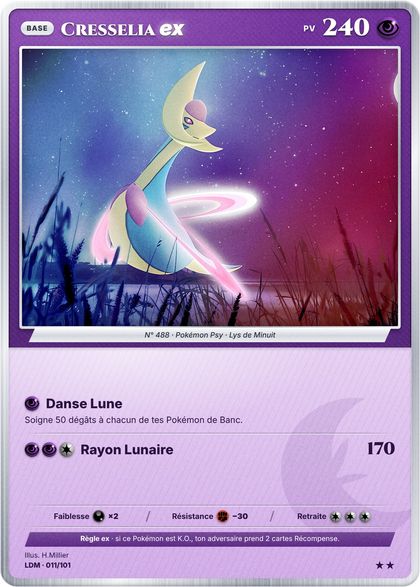 BASE CRESSELIA ex PV 240
N° 488 · Pokémon Psy · Lys de Minuit
Danse Lune
Soigne 50 dégâts à chacun de tes Pokémon de Banc.
Rayon Lunaire 170
Faiblesse ×2 / Résistance −30 / Retraite
Règle ex · si ce Pokémon est K.O., ton adversaire prend 2 cartes Récompense.
Illus. H.Millier
LDM · 011/101 ★★